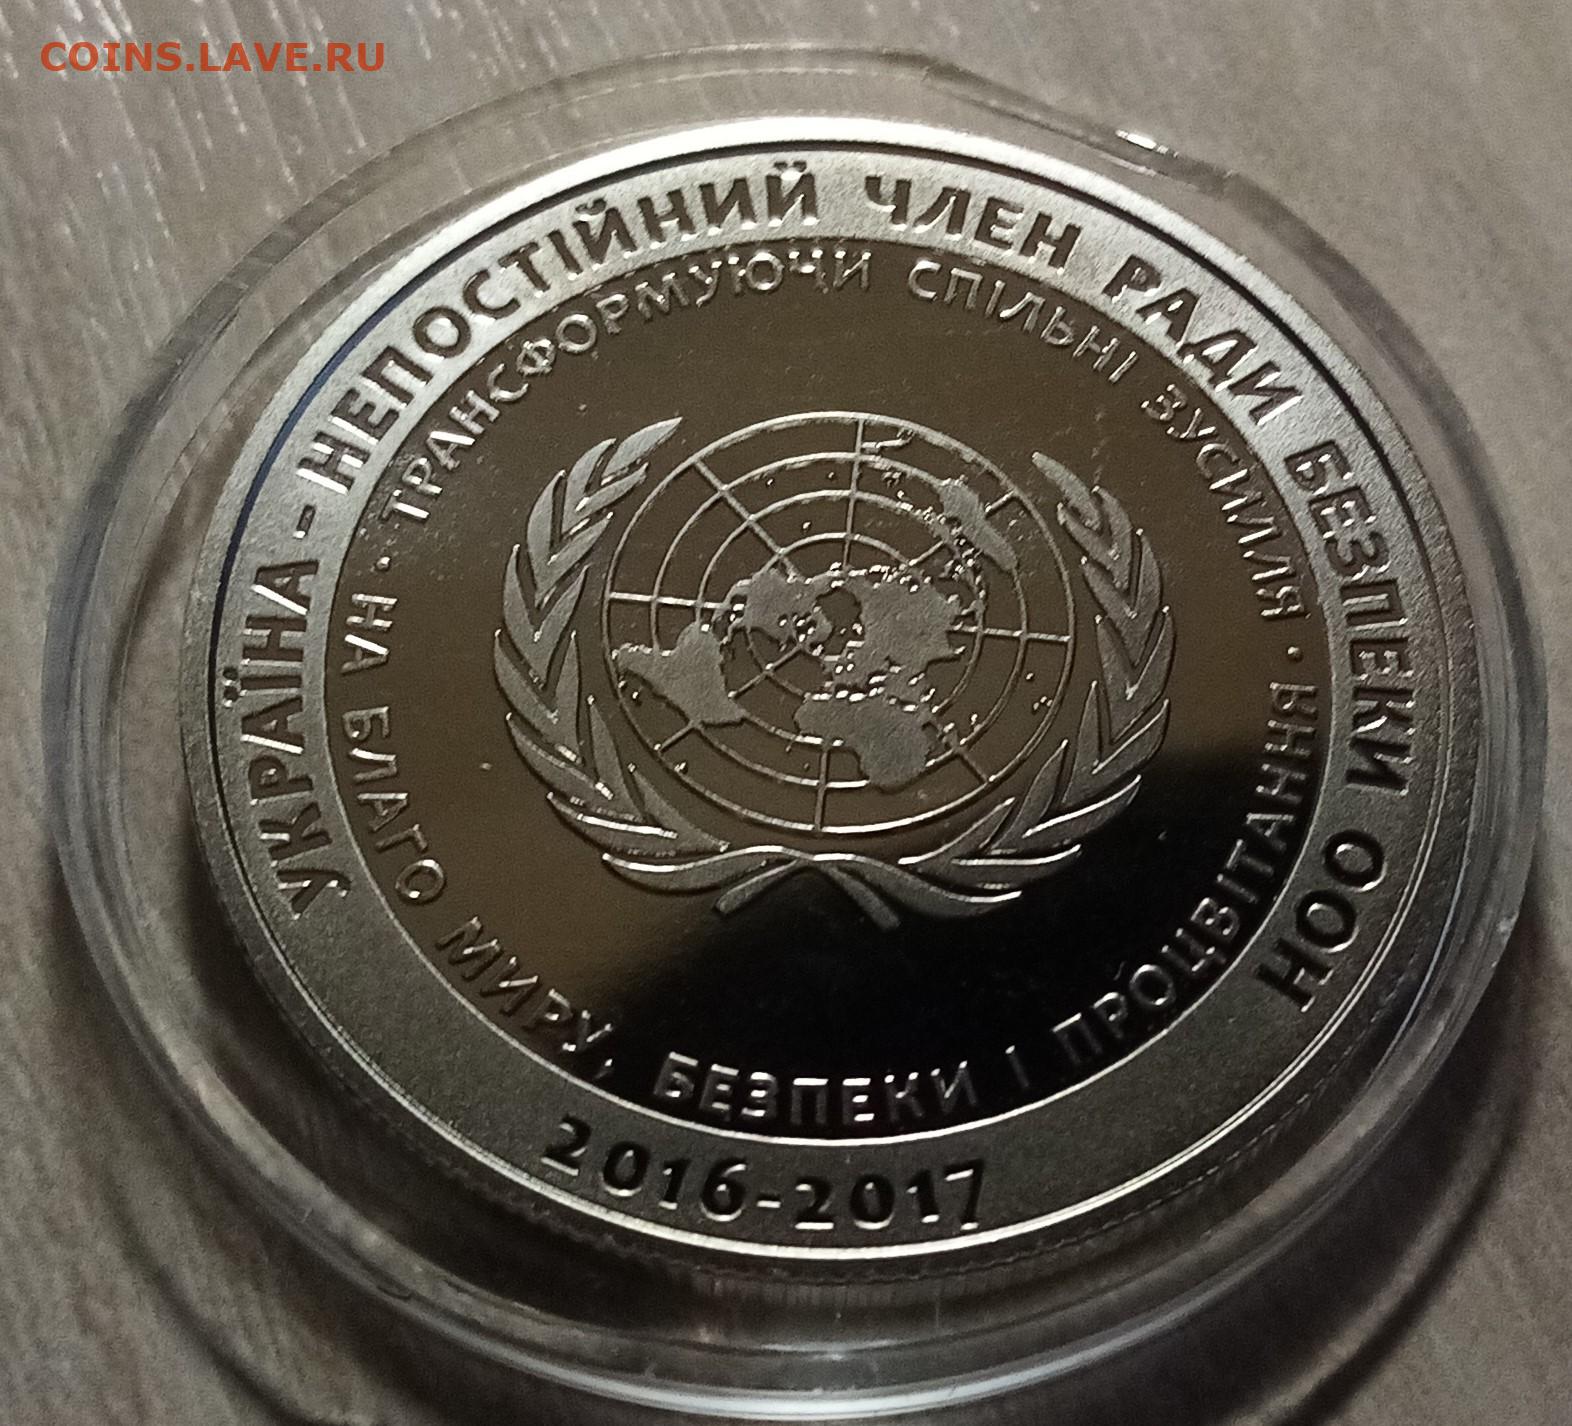 COINS.LAVE.RU
УКРАЇНА - НЕПОСТІЙНИЙ ЧЛЕН РАДИ БЕЗПЕКИ ООН
· ТРАНСФОРМУЮЧИ СПІЛЬНІ ЗУСИЛЛЯ ·
НА БЛАГО МИРУ, БЕЗПЕКИ І ПРОЦВІТАННЯ
2016-2017